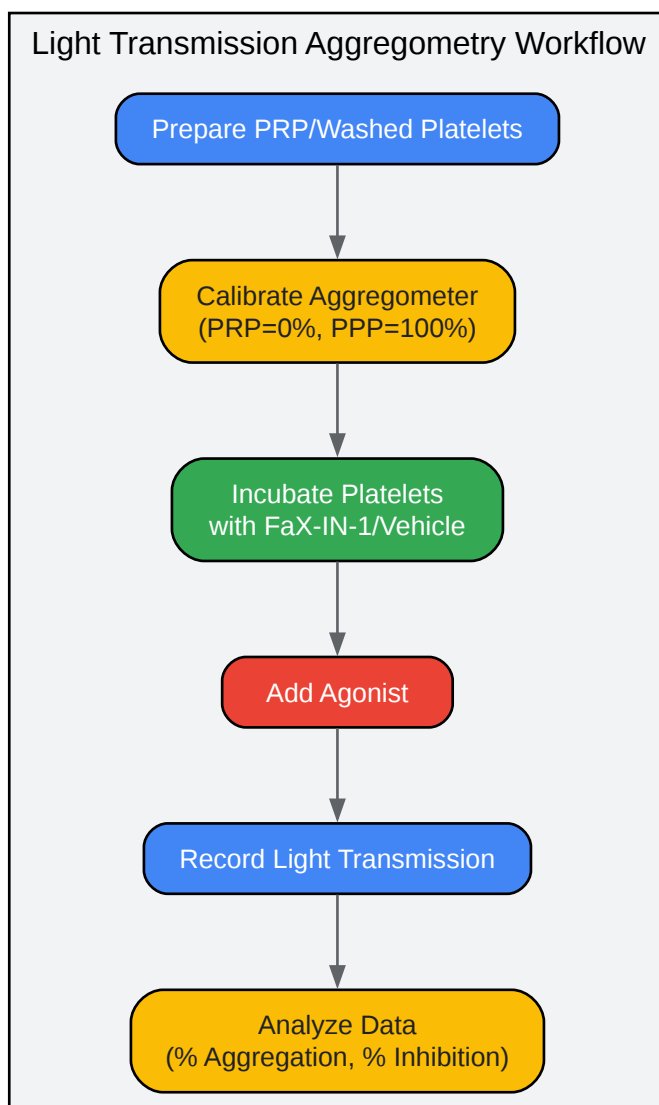 Light Transmission Aggregometry Workflow
Prepare PRP/Washed Platelets
Calibrate Aggregometer
(PRP=0%, PPP=100%)
Incubate Platelets
with FaX-IN-1/Vehicle
Add Agonist
Record Light Transmission
Analyze Data
(% Aggregation, % Inhibition)